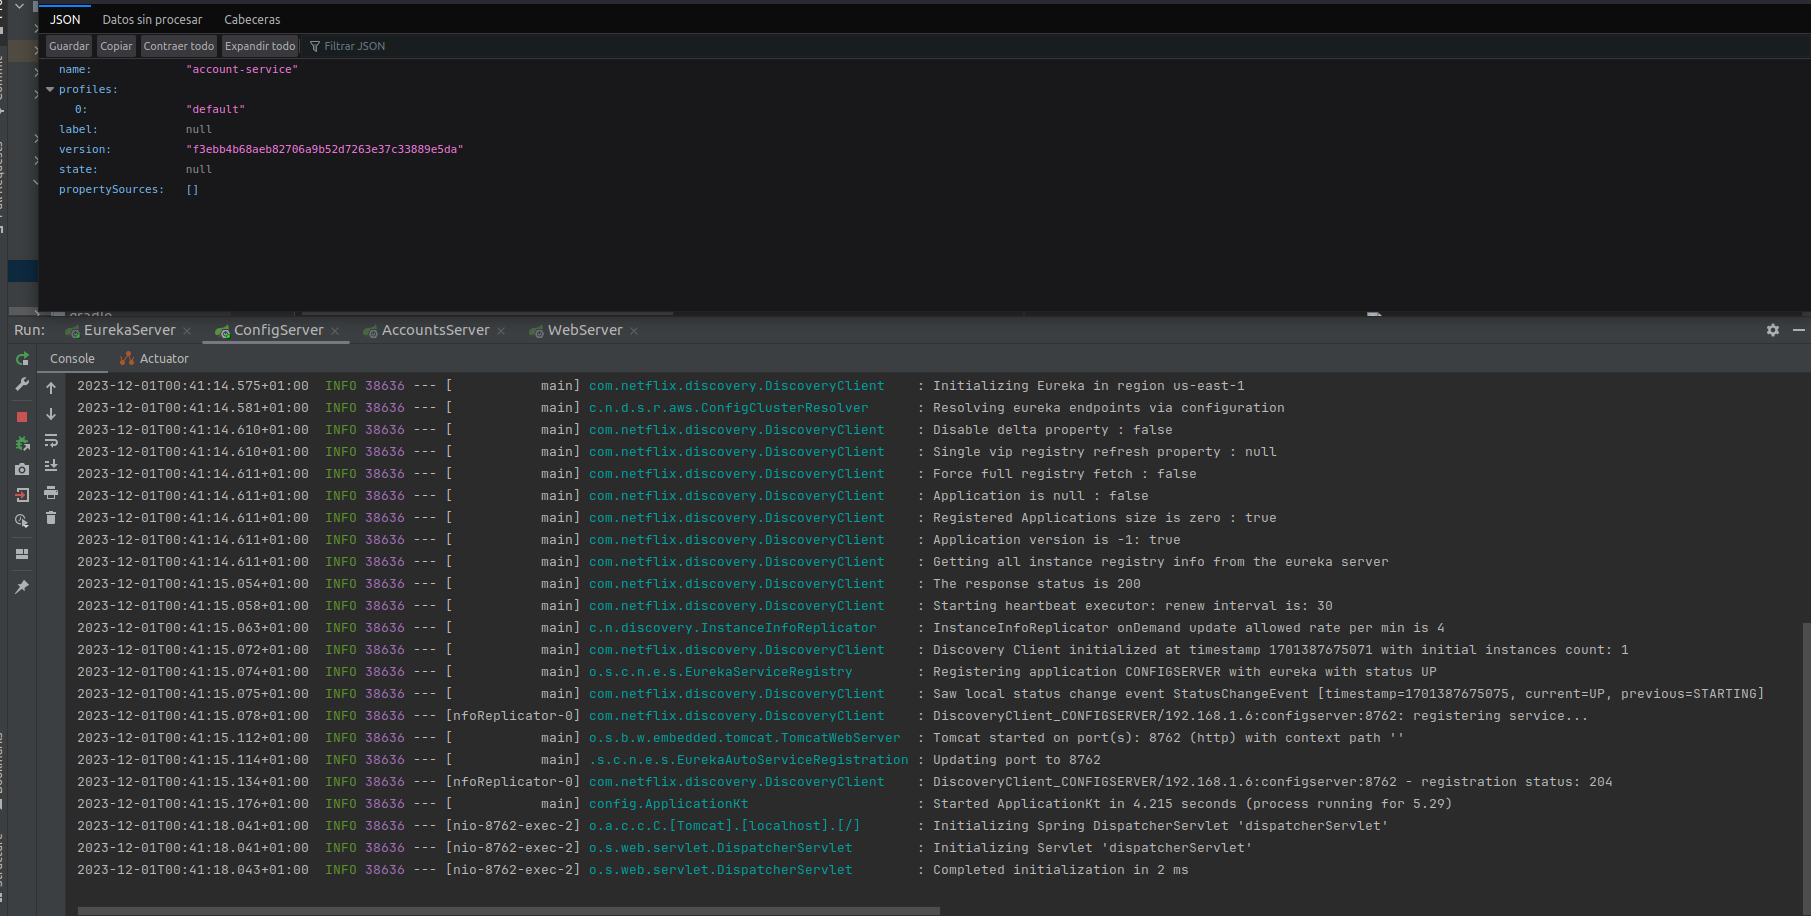 JSON Datos sin procesar Cabeceras
Guardar Copiar Contraer todo Expandir todo Filtrar JSON
name: "account-service"
profiles:
0: "default"
label: null
version: "f3ebb4b68aeb82706a9b52d7263e37c33889e5da"
state: null
propertySources: []
Run: EurekaServer ConfigServer AccountsServer WebServer
Console Actuator
2023-12-01T00:41:14.575+01:00 INFO 38636 --- [ main] com.netflix.discovery.DiscoveryClient : Initializing Eureka in region us-east-1
2023-12-01T00:41:14.581+01:00 INFO 38636 --- [ main] c.n.d.s.r.aws.ConfigClusterResolver : Resolving eureka endpoints via configuration
2023-12-01T00:41:14.610+01:00 INFO 38636 --- [ main] com.netflix.discovery.DiscoveryClient : Disable delta property : false
2023-12-01T00:41:14.610+01:00 INFO 38636 --- [ main] com.netflix.discovery.DiscoveryClient : Single vip registry refresh property : null
2023-12-01T00:41:14.611+01:00 INFO 38636 --- [ main] com.netflix.discovery.DiscoveryClient : Force full registry fetch : false
2023-12-01T00:41:14.611+01:00 INFO 38636 --- [ main] com.netflix.discovery.DiscoveryClient : Application is null : false
2023-12-01T00:41:14.611+01:00 INFO 38636 --- [ main] com.netflix.discovery.DiscoveryClient : Registered Applications size is zero : true
2023-12-01T00:41:14.611+01:00 INFO 38636 --- [ main] com.netflix.discovery.DiscoveryClient : Application version is -1: true
2023-12-01T00:41:14.611+01:00 INFO 38636 --- [ main] com.netflix.discovery.DiscoveryClient : Getting all instance registry info from the eureka server
2023-12-01T00:41:15.054+01:00 INFO 38636 --- [ main] com.netflix.discovery.DiscoveryClient : The response status is 200
2023-12-01T00:41:15.058+01:00 INFO 38636 --- [ main] com.netflix.discovery.DiscoveryClient : Starting heartbeat executor: renew interval is: 30
2023-12-01T00:41:15.063+01:00 INFO 38636 --- [ main] c.n.discovery.InstanceInfoReplicator : InstanceInfoReplicator onDemand update allowed rate per min is 4
2023-12-01T00:41:15.072+01:00 INFO 38636 --- [ main] com.netflix.discovery.DiscoveryClient : Discovery Client initialized at timestamp 1701387675071 with initial instances count: 1
2023-12-01T00:41:15.074+01:00 INFO 38636 --- [ main] o.s.c.n.e.s.EurekaServiceRegistry : Registering application CONFIGSERVER with eureka with status UP
2023-12-01T00:41:15.075+01:00 INFO 38636 --- [ main] com.netflix.discovery.DiscoveryClient : Saw local status change event StatusChangeEvent [timestamp=1701387675075, current=UP, previous=STARTING]
2023-12-01T00:41:15.078+01:00 INFO 38636 --- [nfoReplicator-0] com.netflix.discovery.DiscoveryClient : DiscoveryClient_CONFIGSERVER/192.168.1.6:configserver:8762: registering service...
2023-12-01T00:41:15.112+01:00 INFO 38636 --- [ main] o.s.b.w.embedded.tomcat.TomcatWebServer : Tomcat started on port(s): 8762 (http) with context path ''
2023-12-01T00:41:15.114+01:00 INFO 38636 --- [ main] .s.c.n.e.s.EurekaAutoServiceRegistration : Updating port to 8762
2023-12-01T00:41:15.134+01:00 INFO 38636 --- [nfoReplicator-0] com.netflix.discovery.DiscoveryClient : DiscoveryClient_CONFIGSERVER/192.168.1.6:configserver:8762 - registration status: 204
2023-12-01T00:41:15.176+01:00 INFO 38636 --- [ main] config.ApplicationKt : Started ApplicationKt in 4.215 seconds (process running for 5.29)
2023-12-01T00:41:18.041+01:00 INFO 38636 --- [nio-8762-exec-2] o.a.c.c.C.[Tomcat].[localhost].[/] : Initializing Spring DispatcherServlet 'dispatcherServlet'
2023-12-01T00:41:18.041+01:00 INFO 38636 --- [nio-8762-exec-2] o.s.web.servlet.DispatcherServlet : Initializing Servlet 'dispatcherServlet'
2023-12-01T00:41:18.043+01:00 INFO 38636 --- [nio-8762-exec-2] o.s.web.servlet.DispatcherServlet : Completed initialization in 2 ms